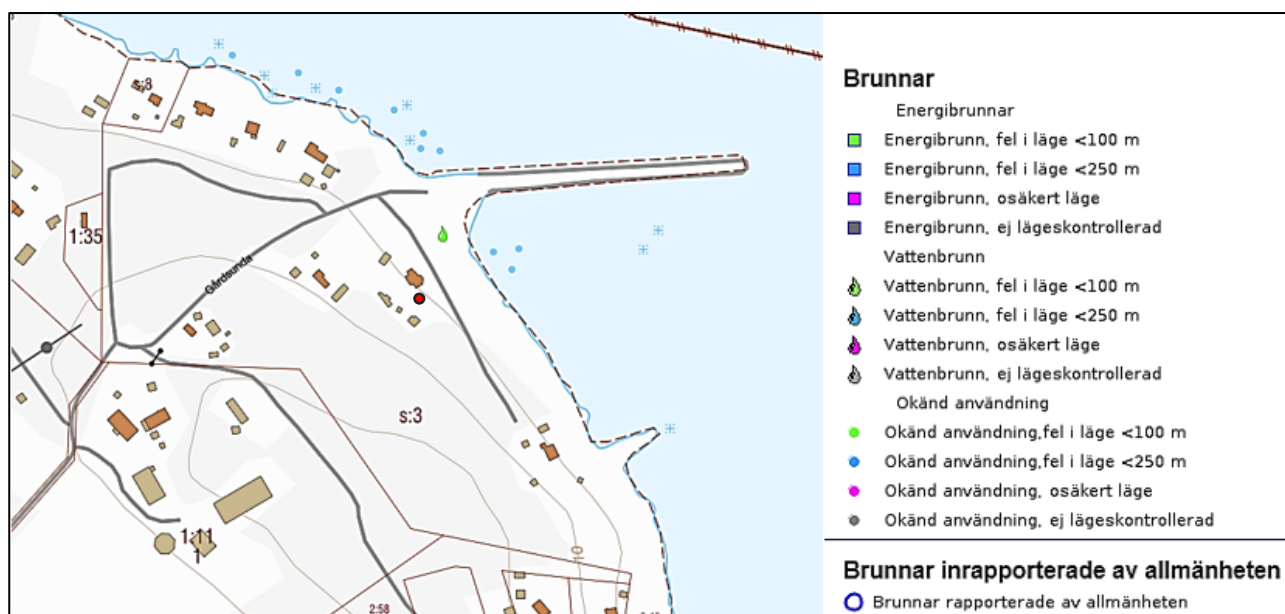 s:8
1:35
Gårdsunda
s:3
10
1:11
1
2:58
Brunnar
Energibrunnar
Energibrunn, fel i läge <100 m
Energibrunn, fel i läge <250 m
Energibrunn, osäkert läge
Energibrunn, ej lägeskontrollerad
Vattenbrunn
Vattenbrunn, fel i läge <100 m
Vattenbrunn, fel i läge <250 m
Vattenbrunn, osäkert läge
Vattenbrunn, ej lägeskontrollerad
Okänd användning
Okänd användning,fel i läge <100 m
Okänd användning,fel i läge <250 m
Okänd användning, osäkert läge
Okänd användning, ej lägeskontrollerad
Brunnar inrapporterade av allmänheten
Brunnar rapporterade av allmänheten